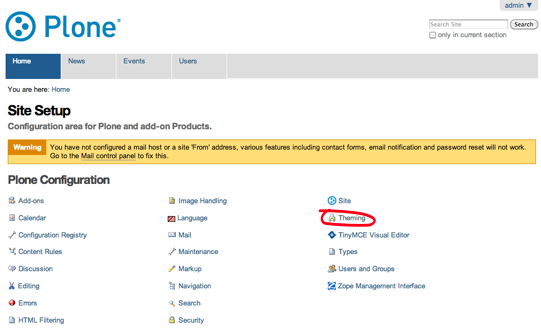 admin ▼
Plone®
Search Site
Search
only in current section
Home News Events Users
You are here: Home
Site Setup
Configuration area for Plone and add-on Products.
Warning You have not configured a mail host or a site 'From' address, various features including contact forms, email notification and password reset will not work.
Go to the Mail control panel to fix this.
Plone Configuration
Add-ons Image Handling Site
Calendar Language Theming
Configuration Registry Mail TinyMCE Visual Editor
Content Rules Maintenance Types
Discussion Markup Users and Groups
Editing Navigation Zope Management Interface
Errors Search
HTML Filtering Security